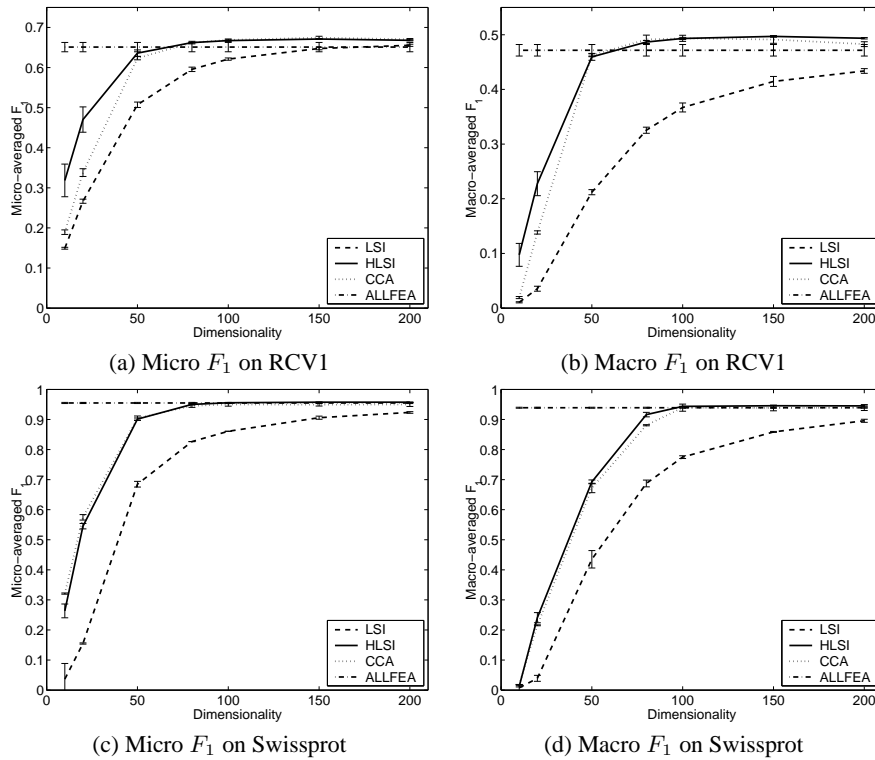 0.7
0.6
0.5
0.4
0.3
0.2
0.1
0
Micro−averaged F1
0 50 100 150 200
Dimensionality
LSI
HLSI
CCA
ALLFEA
(a) Micro F1 on RCV1
0.5
0.4
0.3
0.2
0.1
0
Macro−averaged F1
0 50 100 150 200
Dimensionality
LSI
HLSI
CCA
ALLFEA
(b) Macro F1 on RCV1
1
0.9
0.8
0.7
0.6
0.5
0.4
0.3
0.2
0.1
0
Micro−averaged F1
0 50 100 150 200
Dimensionality
LSI
HLSI
CCA
ALLFEA
(c) Micro F1 on Swissprot
1
0.9
0.8
0.7
0.6
0.5
0.4
0.3
0.2
0.1
0
Macro−averaged F1
0 50 100 150 200
Dimensionality
LSI
HLSI
CCA
ALLFEA
(d) Macro F1 on Swissprot